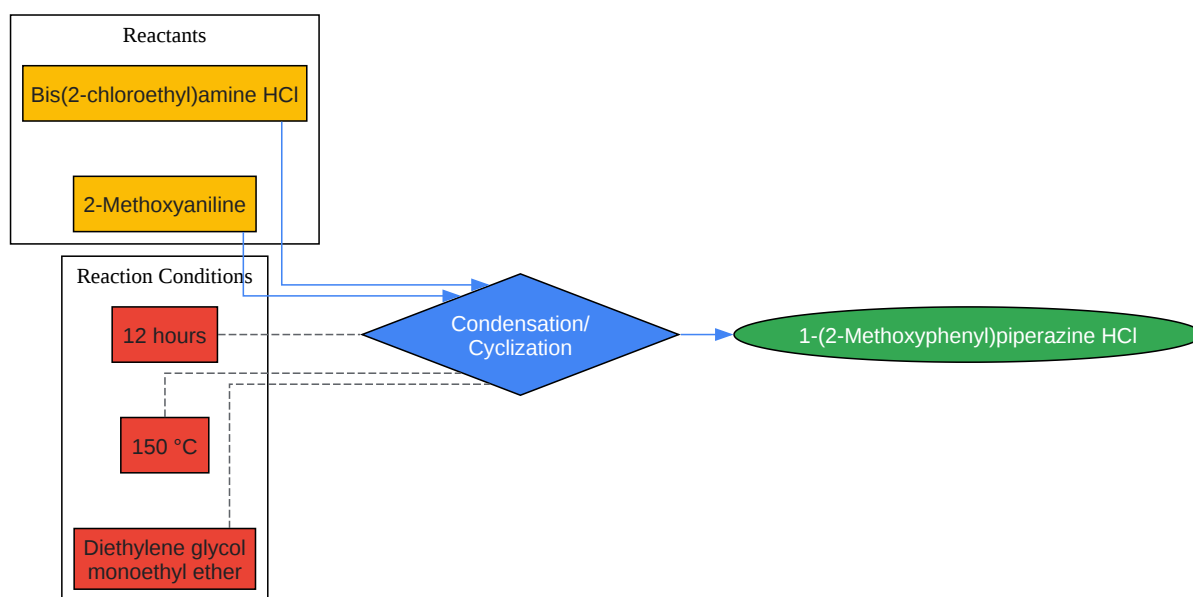 Reactants
Bis(2-chloroethyl)amine HCl
2-Methoxyaniline
Reaction Conditions
12 hours
150 °C
Diethylene glycol
monoethyl ether
Condensation/
Cyclization
1-(2-Methoxyphenyl)piperazine HCl